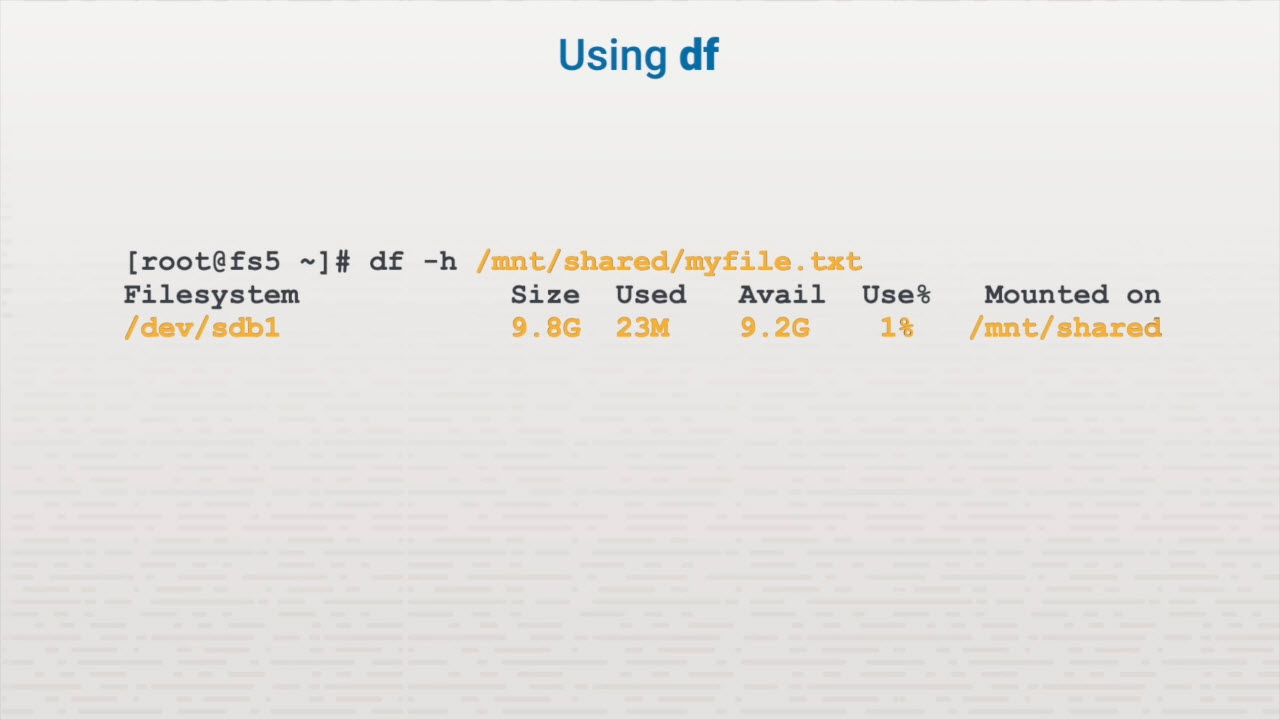 Using df
[root@fs5 ~]# df -h /mnt/shared/myfile.txt
Filesystem Size Used Avail Use% Mounted on
/dev/sdb1 9.8G 23M 9.2G 1% /mnt/shared